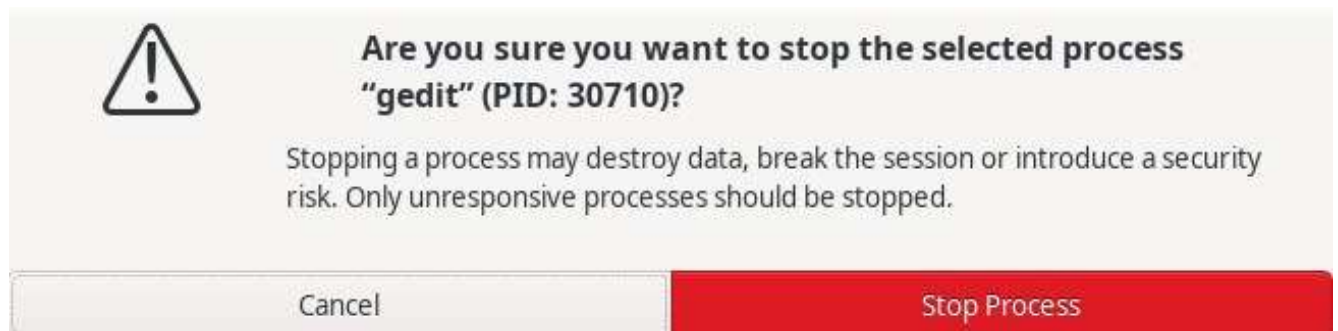 Are you sure you want to stop the selected process
“gedit” (PID: 30710)?
Stopping a process may destroy data, break the session or introduce a security
risk. Only unresponsive processes should be stopped.
Cancel
Stop Process